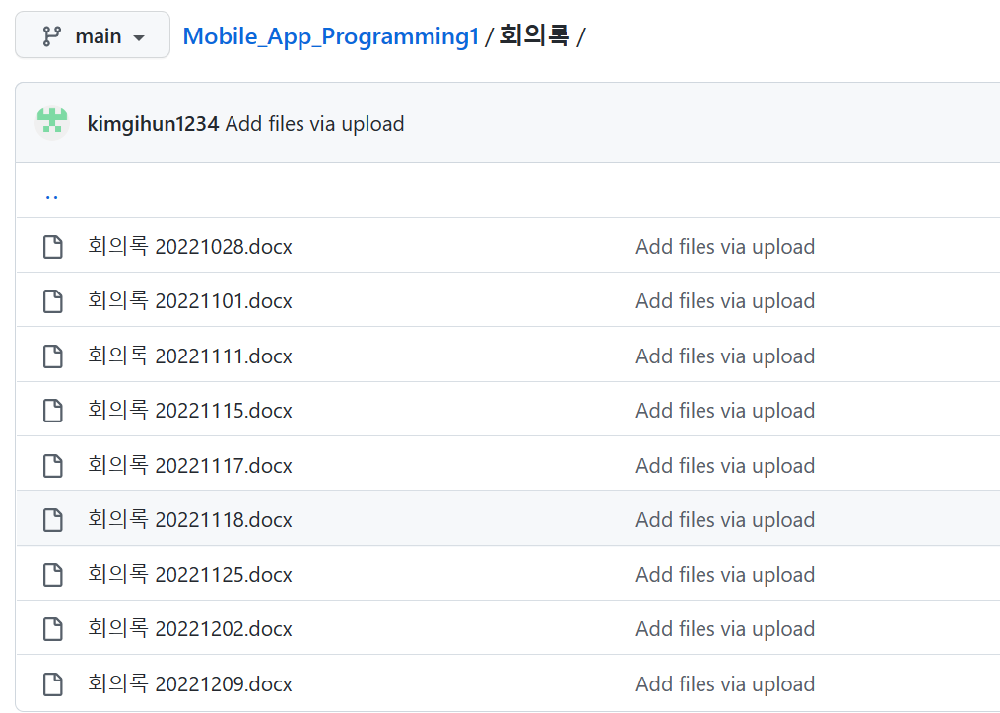 main
Mobile_App_Programming1 / 회의록 /
kimgihun1234 Add files via upload
..
회의록 20221028.docx Add files via upload
회의록 20221101.docx Add files via upload
회의록 20221111.docx Add files via upload
회의록 20221115.docx Add files via upload
회의록 20221117.docx Add files via upload
회의록 20221118.docx Add files via upload
회의록 20221125.docx Add files via upload
회의록 20221202.docx Add files via upload
회의록 20221209.docx Add files via upload